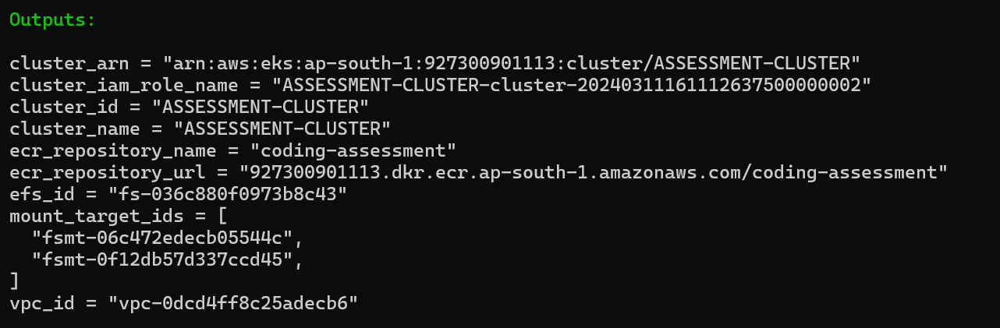 Outputs:
cluster_arn = "arn:aws:eks:ap-south-1:927300901113:cluster/ASSESSMENT-CLUSTER"
cluster_iam_role_name = "ASSESSMENT-CLUSTER-cluster-20240311161112637500000002"
cluster_id = "ASSESSMENT-CLUSTER"
cluster_name = "ASSESSMENT-CLUSTER"
ecr_repository_name = "coding-assessment"
ecr_repository_url = "927300901113.dkr.ecr.ap-south-1.amazonaws.com/coding-assessment"
efs_id = "fs-036c880f0973b8c43"
mount_target_ids = [
  "fsmt-06c472edecb05544c",
  "fsmt-0f12db57d337ccd45",
]
vpc_id = "vpc-0dcd4ff8c25adecb6"